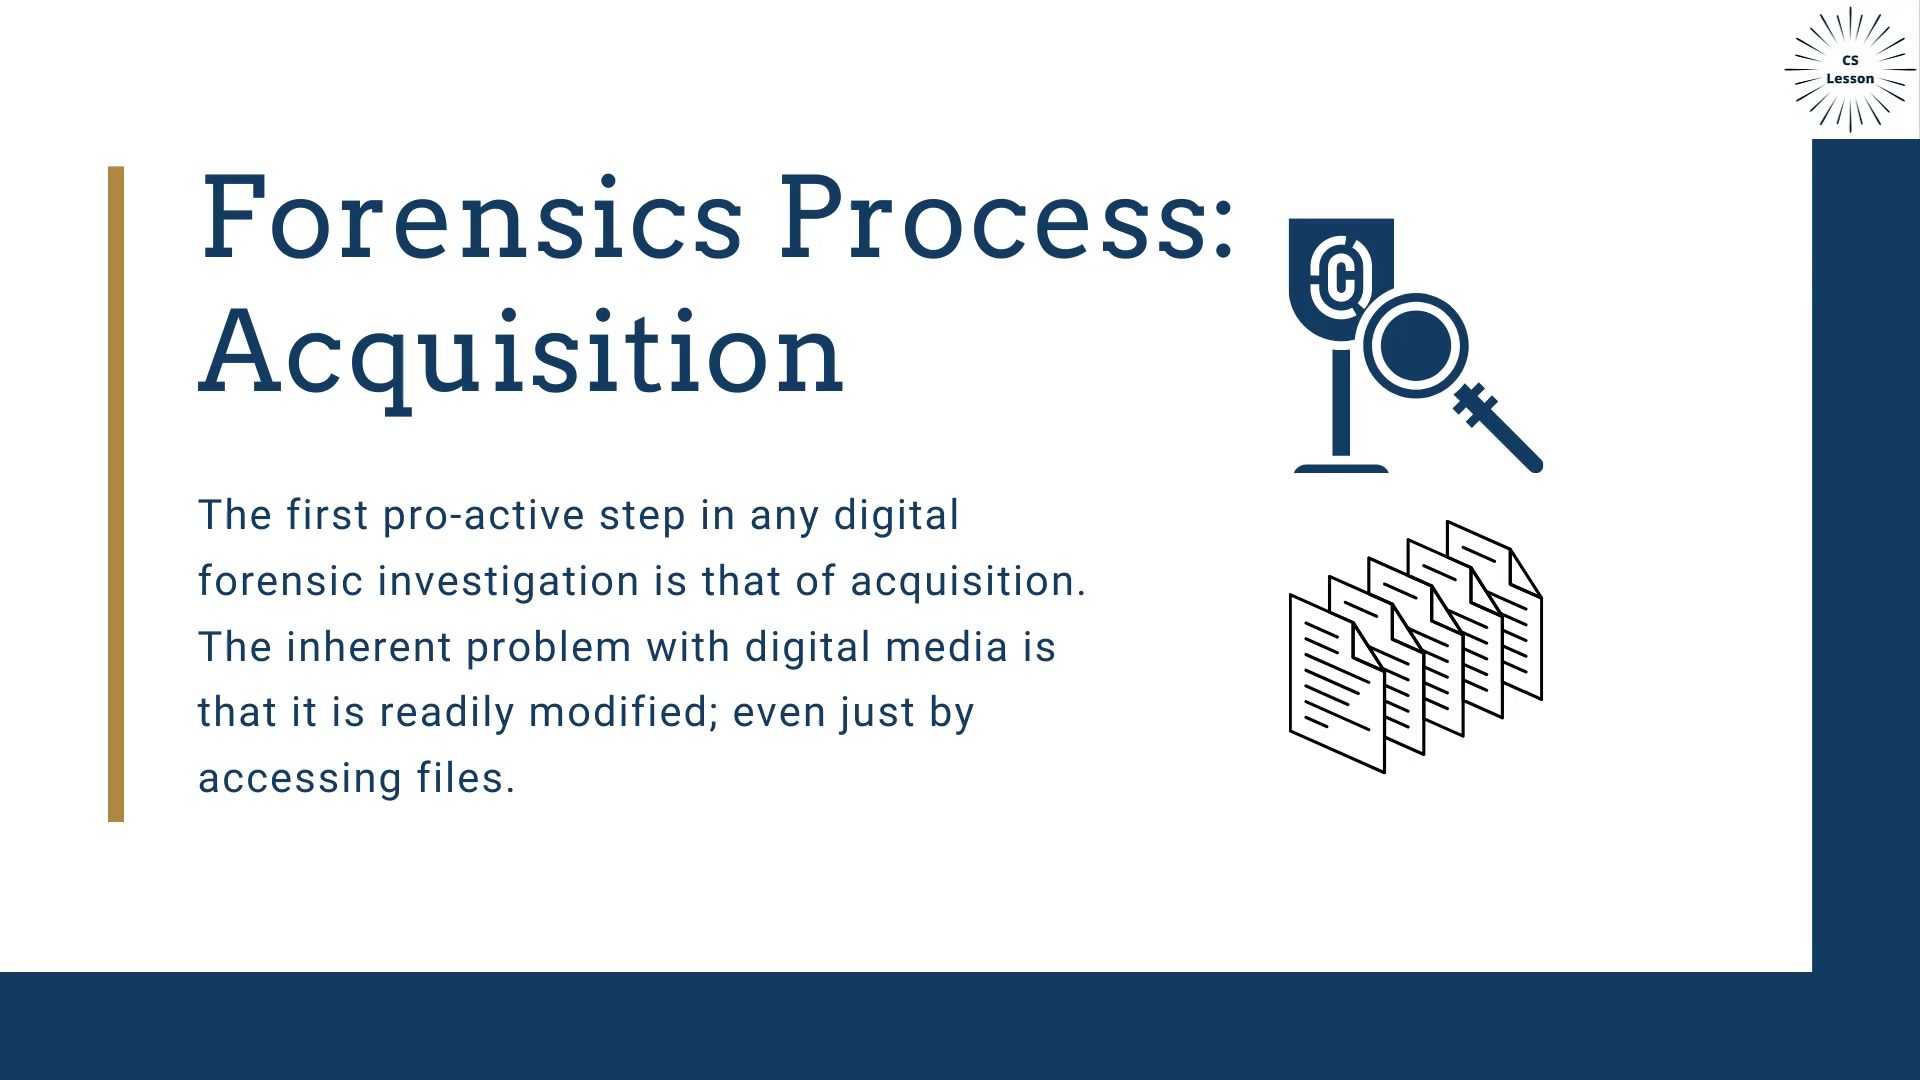 CS
Lesson
Forensics Process:
Acquisition
The first pro-active step in any digital
forensic investigation is that of acquisition.
The inherent problem with digital media is
that it is readily modified; even just by
accessing files.